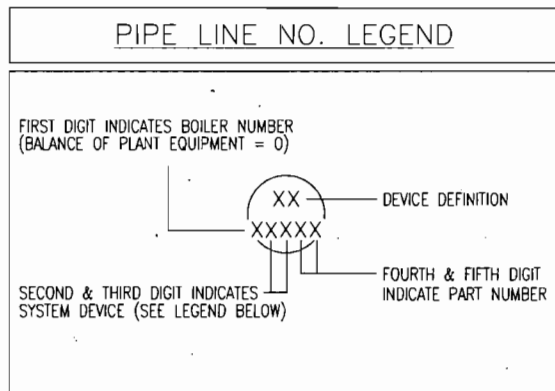 PIPE LINE NO. LEGEND
FIRST DIGIT INDICATES BOILER NUMBER
(BALANCE OF PLANT EQUIPMENT = 0)
XX
DEVICE DEFINITION
XXXXX
SECOND & THIRD DIGIT INDICATES
SYSTEM DEVICE (SEE LEGEND BELOW)
FOURTH & FIFTH DIGIT
INDICATE PART NUMBER